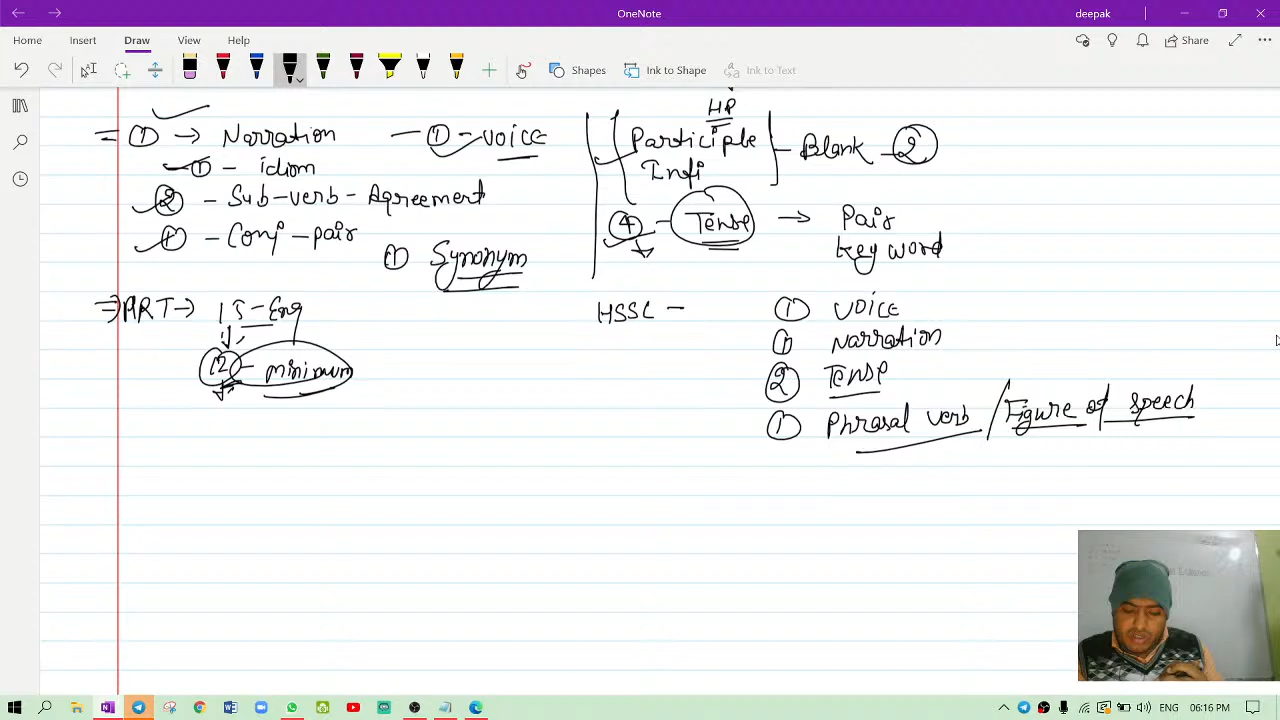 OneNote
deepak
Home Insert Draw View Help
Share
Shapes
Ink to Shape
Ink to Text
= ① → Narration — ① - voice
① - idiom
② - Sub-verb-Agreement
① - Conj-pair
① Synonym
HP
Participle
Infi
- Blank - ②
④ - Tense → Pair
key word
⇒ PRT → 15-Eng
12 - minimum
HSSC - ① voice
① Narration
② Tense
① Phrasal verb / Figure of speech
ENG 06:16 PM